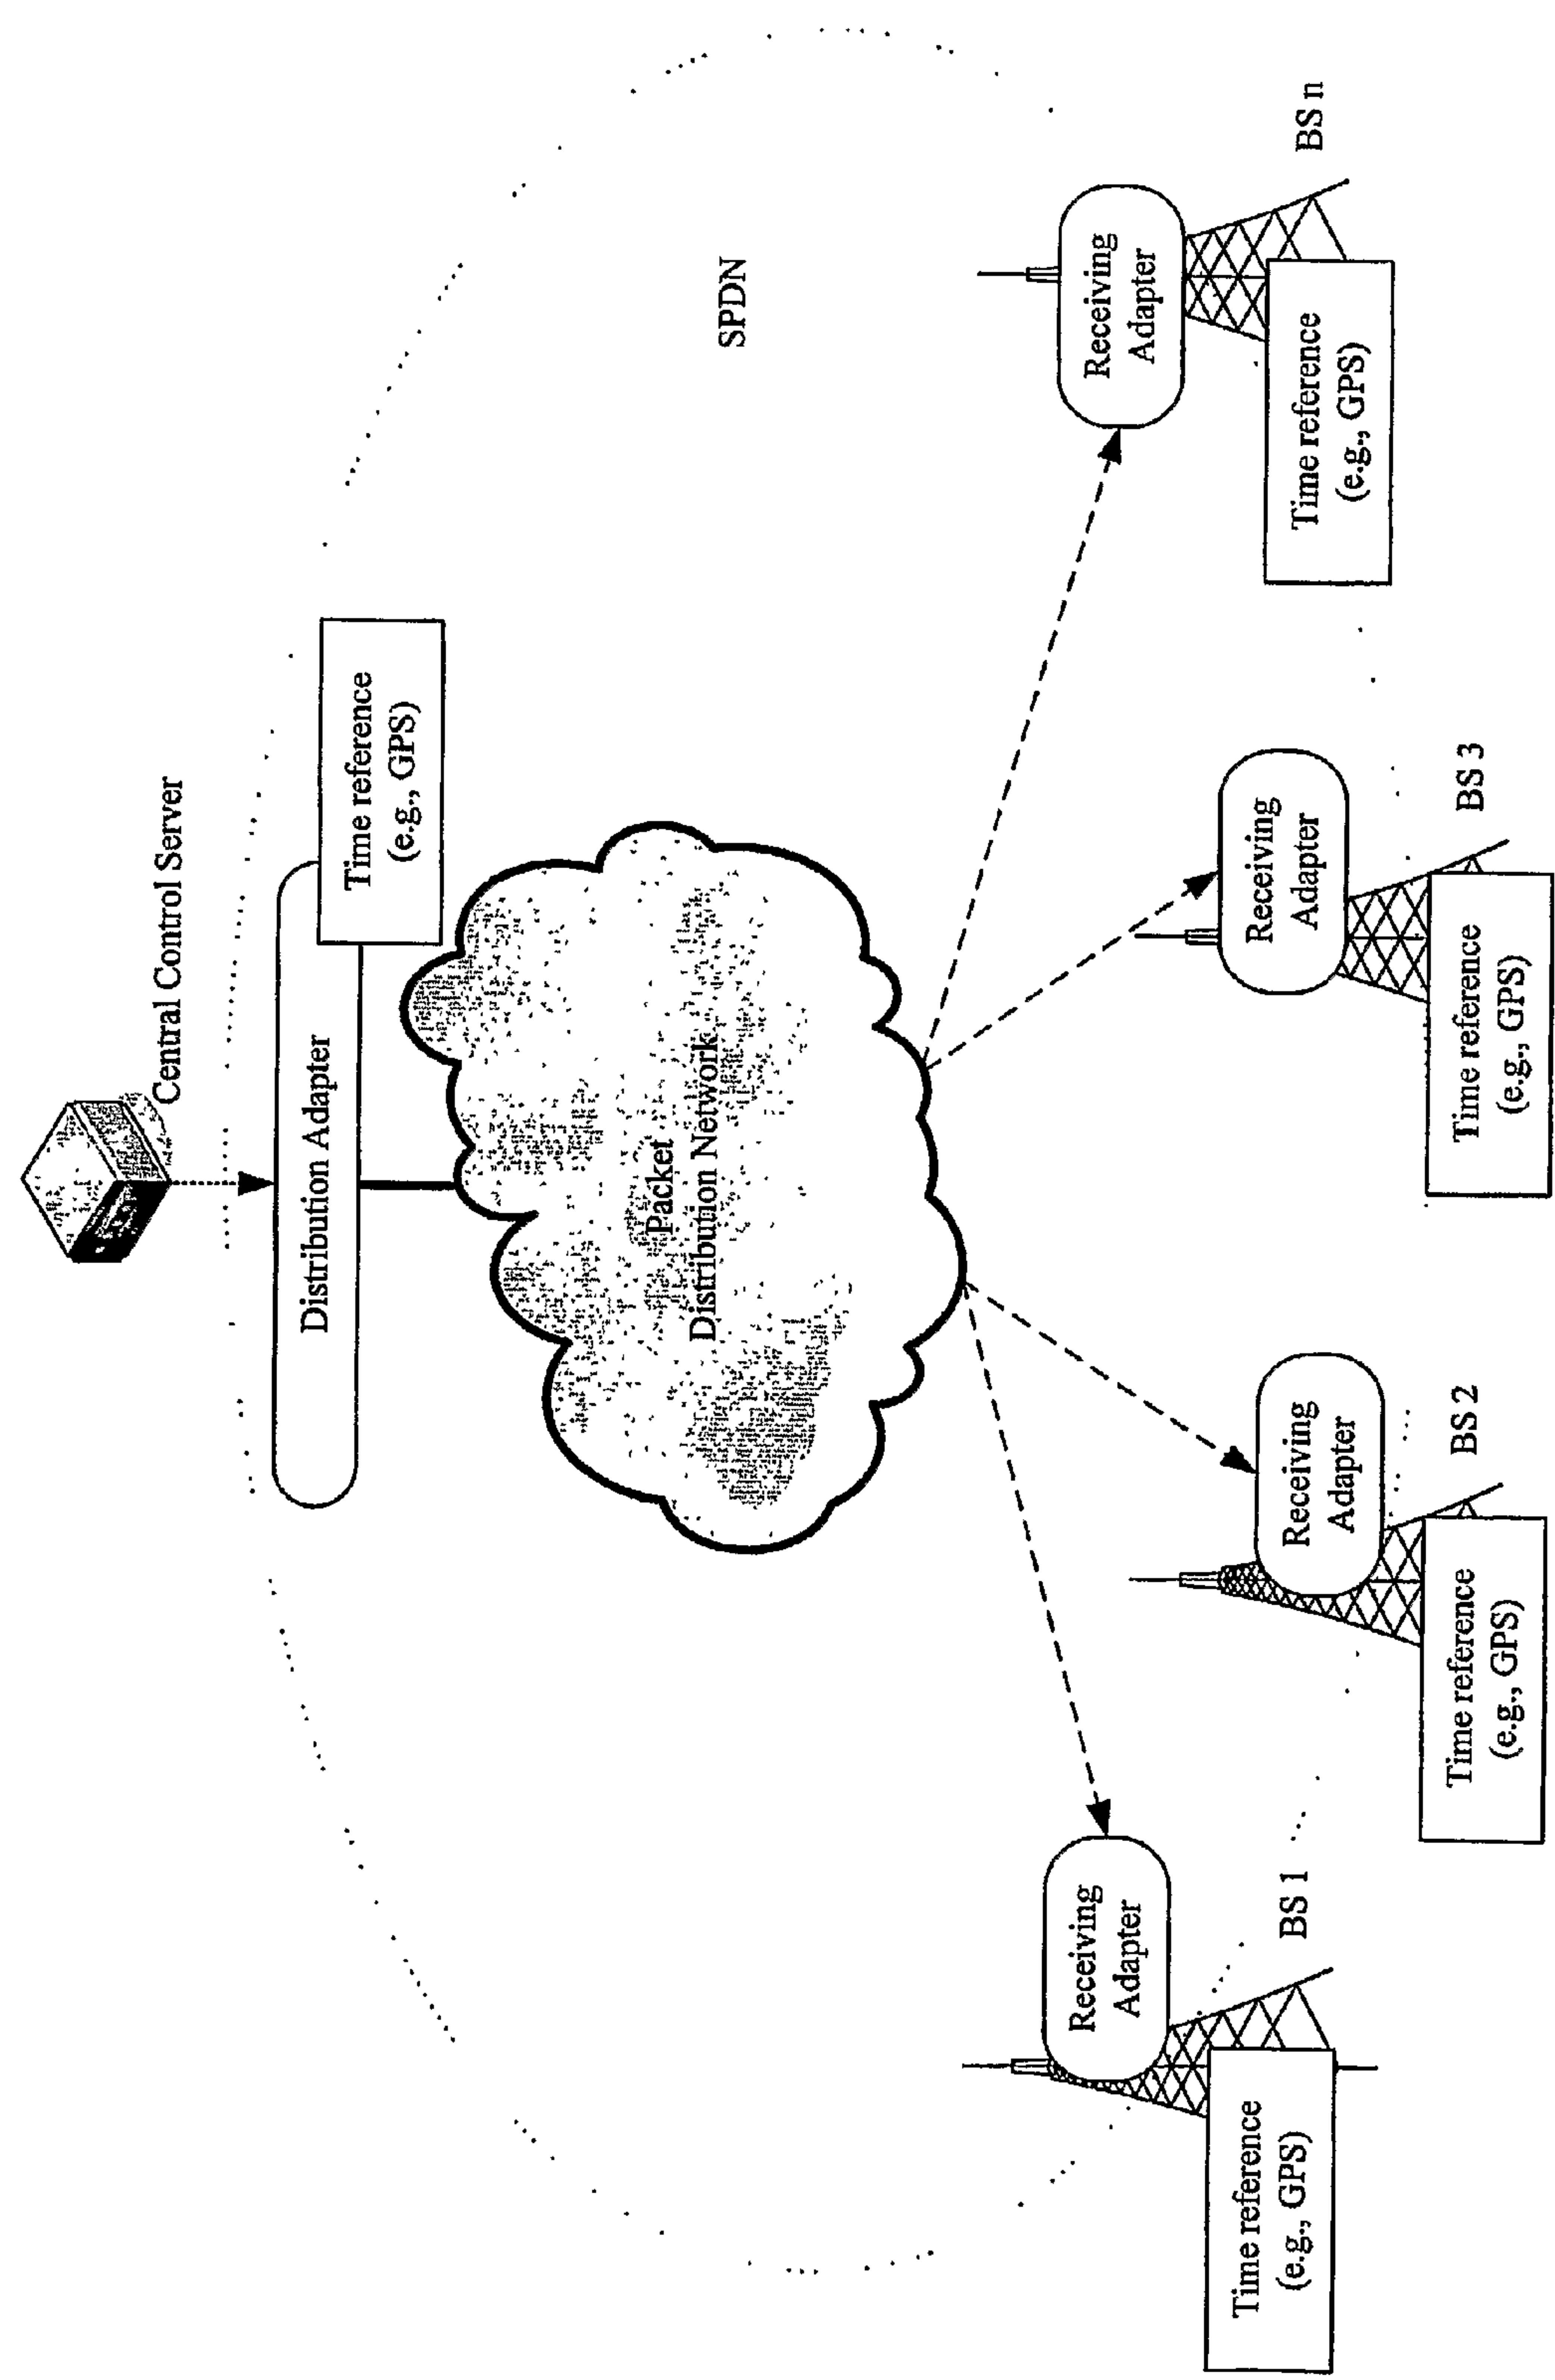 Central Control Server
Distribution Adapter
Time reference
(e.g., GPS)
Packet
Distribution Network
SPDN
Receiving
Adapter
BS 1
Time reference
(e.g., GPS)
Receiving
Adapter
BS 2
Time reference
(e.g., GPS)
Receiving
Adapter
BS 3
Time reference
(e.g., GPS)
Receiving
Adapter
BS n
Time reference
(e.g., GPS)